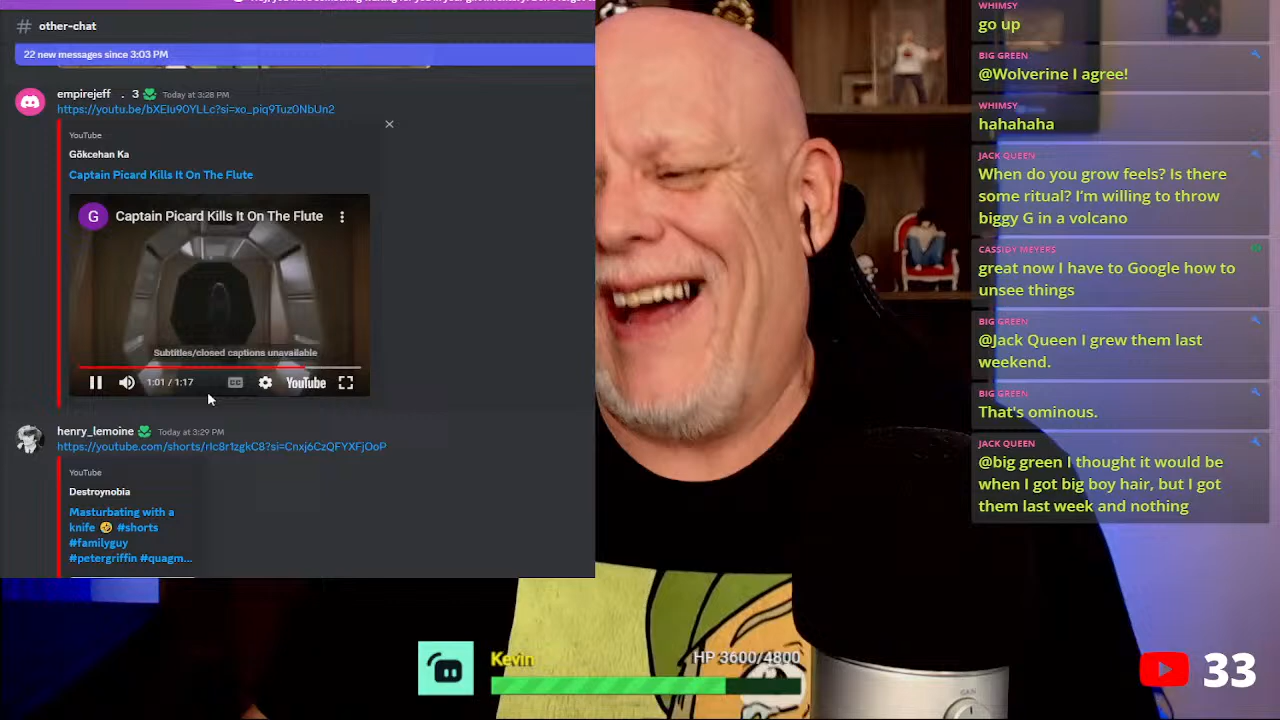 # other-chat
22 new messages since 3:03 PM
empirejeff . 3 Today at 3:28 PM
https://youtu.be/bXEIu90YLLc?si=xo_piq9Tuz0NbUn2
YouTube
Gökcehan Ka
Captain Picard Kills It On The Flute
G Captain Picard Kills It On The Flute
Subtitles/closed captions unavailable
1:01 / 1:17 CC YouTube
henry_lemoine Today at 3:29 PM
https://youtube.com/shorts/rIc8r1zgkC8?si=Cnxj6CzQFYXFjOoP
YouTube
Destroynobia
Masturbating with a
knife 🤣 #shorts
#familyguy
#petergriffin #quagm...
WHIMSY
go up
BIG GREEN
@Wolverine I agree!
WHIMSY
hahahaha
JACK QUEEN
When do you grow feels? Is there
some ritual? I'm willing to throw
biggy G in a volcano
CASSIDY MEYERS
great now I have to Google how to
unsee things
BIG GREEN
@Jack Queen I grew them last
weekend.
BIG GREEN
That's ominous.
JACK QUEEN
@big green I thought it would be
when I got big boy hair, but I got
them last week and nothing
Kevin HP 3600/4800
GAIN
33